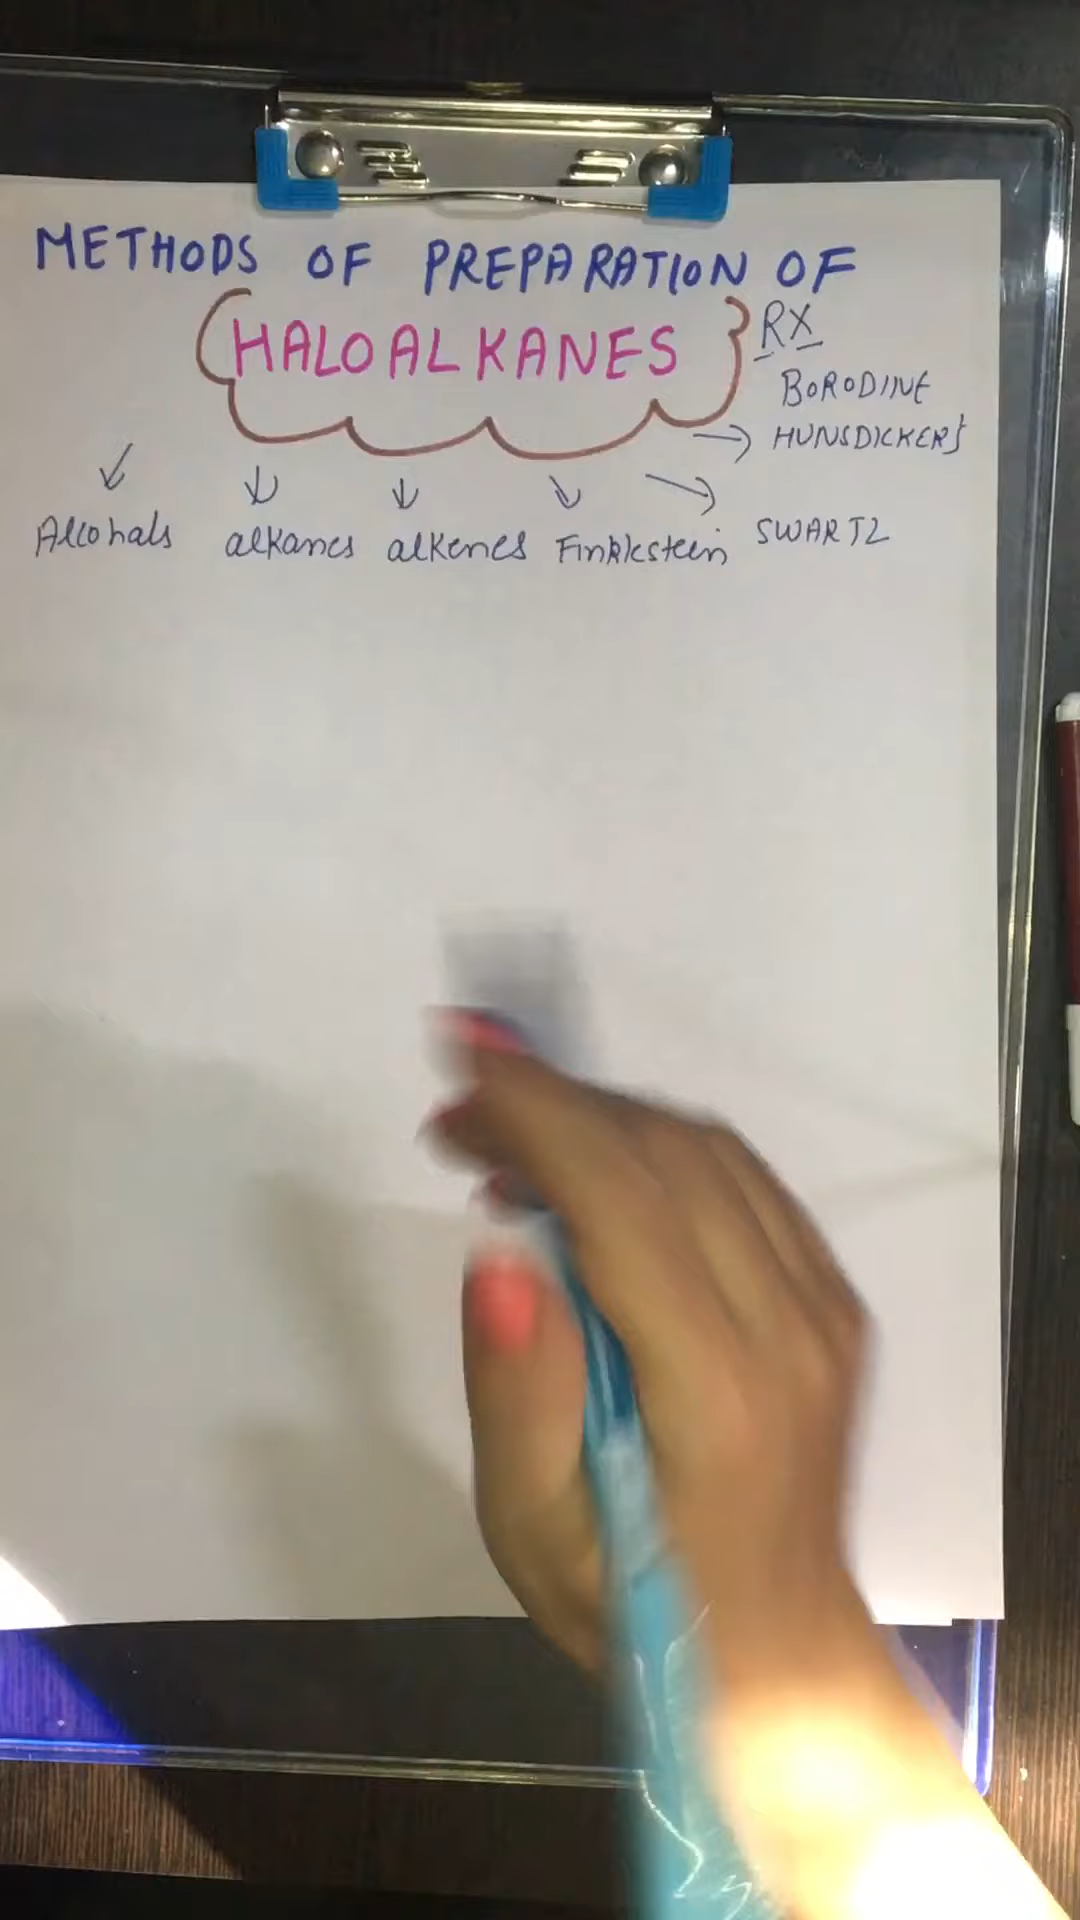 METHODS OF PREPARATION OF
HALOALKANES
RX
BORODINE
HUNSDICKERS
Alcohals alkanes alkenes Finklestein SWARTZ